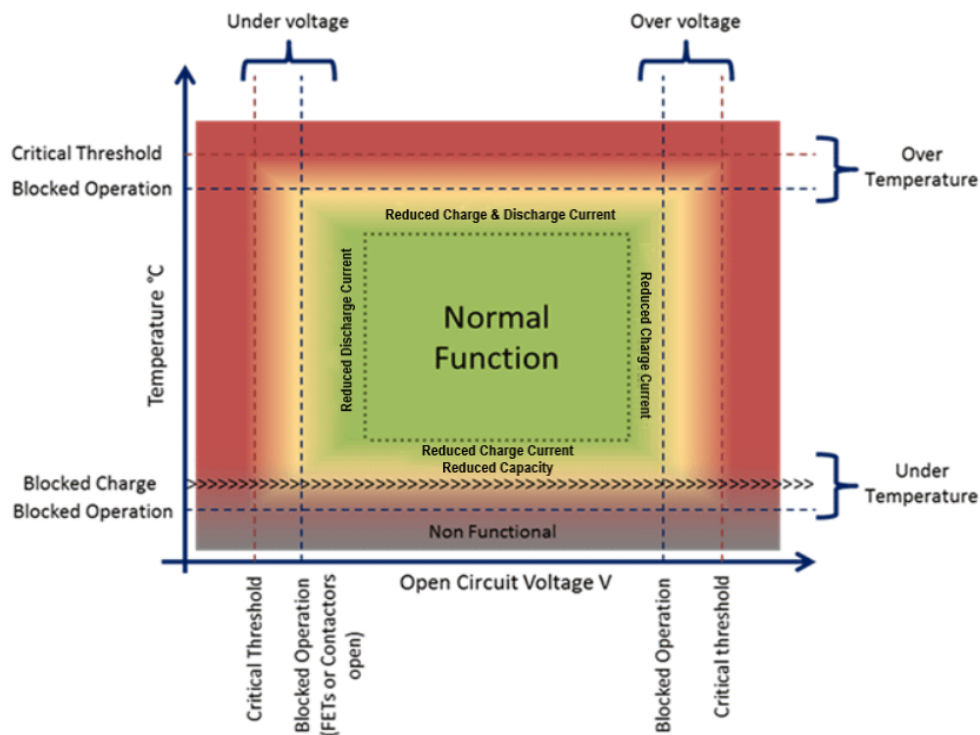 Under voltage
Over voltage
Critical Threshold
Blocked Operation
Over
Temperature
Reduced Charge & Discharge Current
Temperature °C
Reduced Discharge Current
Normal
Function
Reduced Charge Current
Reduced Charge Current
Reduced Capacity
Blocked Charge
>>>>>>>>>>>>>>>>>>>>>>>>>>>>>>>>>>>>>>>>>>>>>>>>>>>>>>>>>>>>
Blocked Operation
Under
Temperature
Non Functional
Open Circuit Voltage V
Critical Threshold
Blocked Operation
(FETs or Contactors
open)
Blocked Operation
Critical threshold